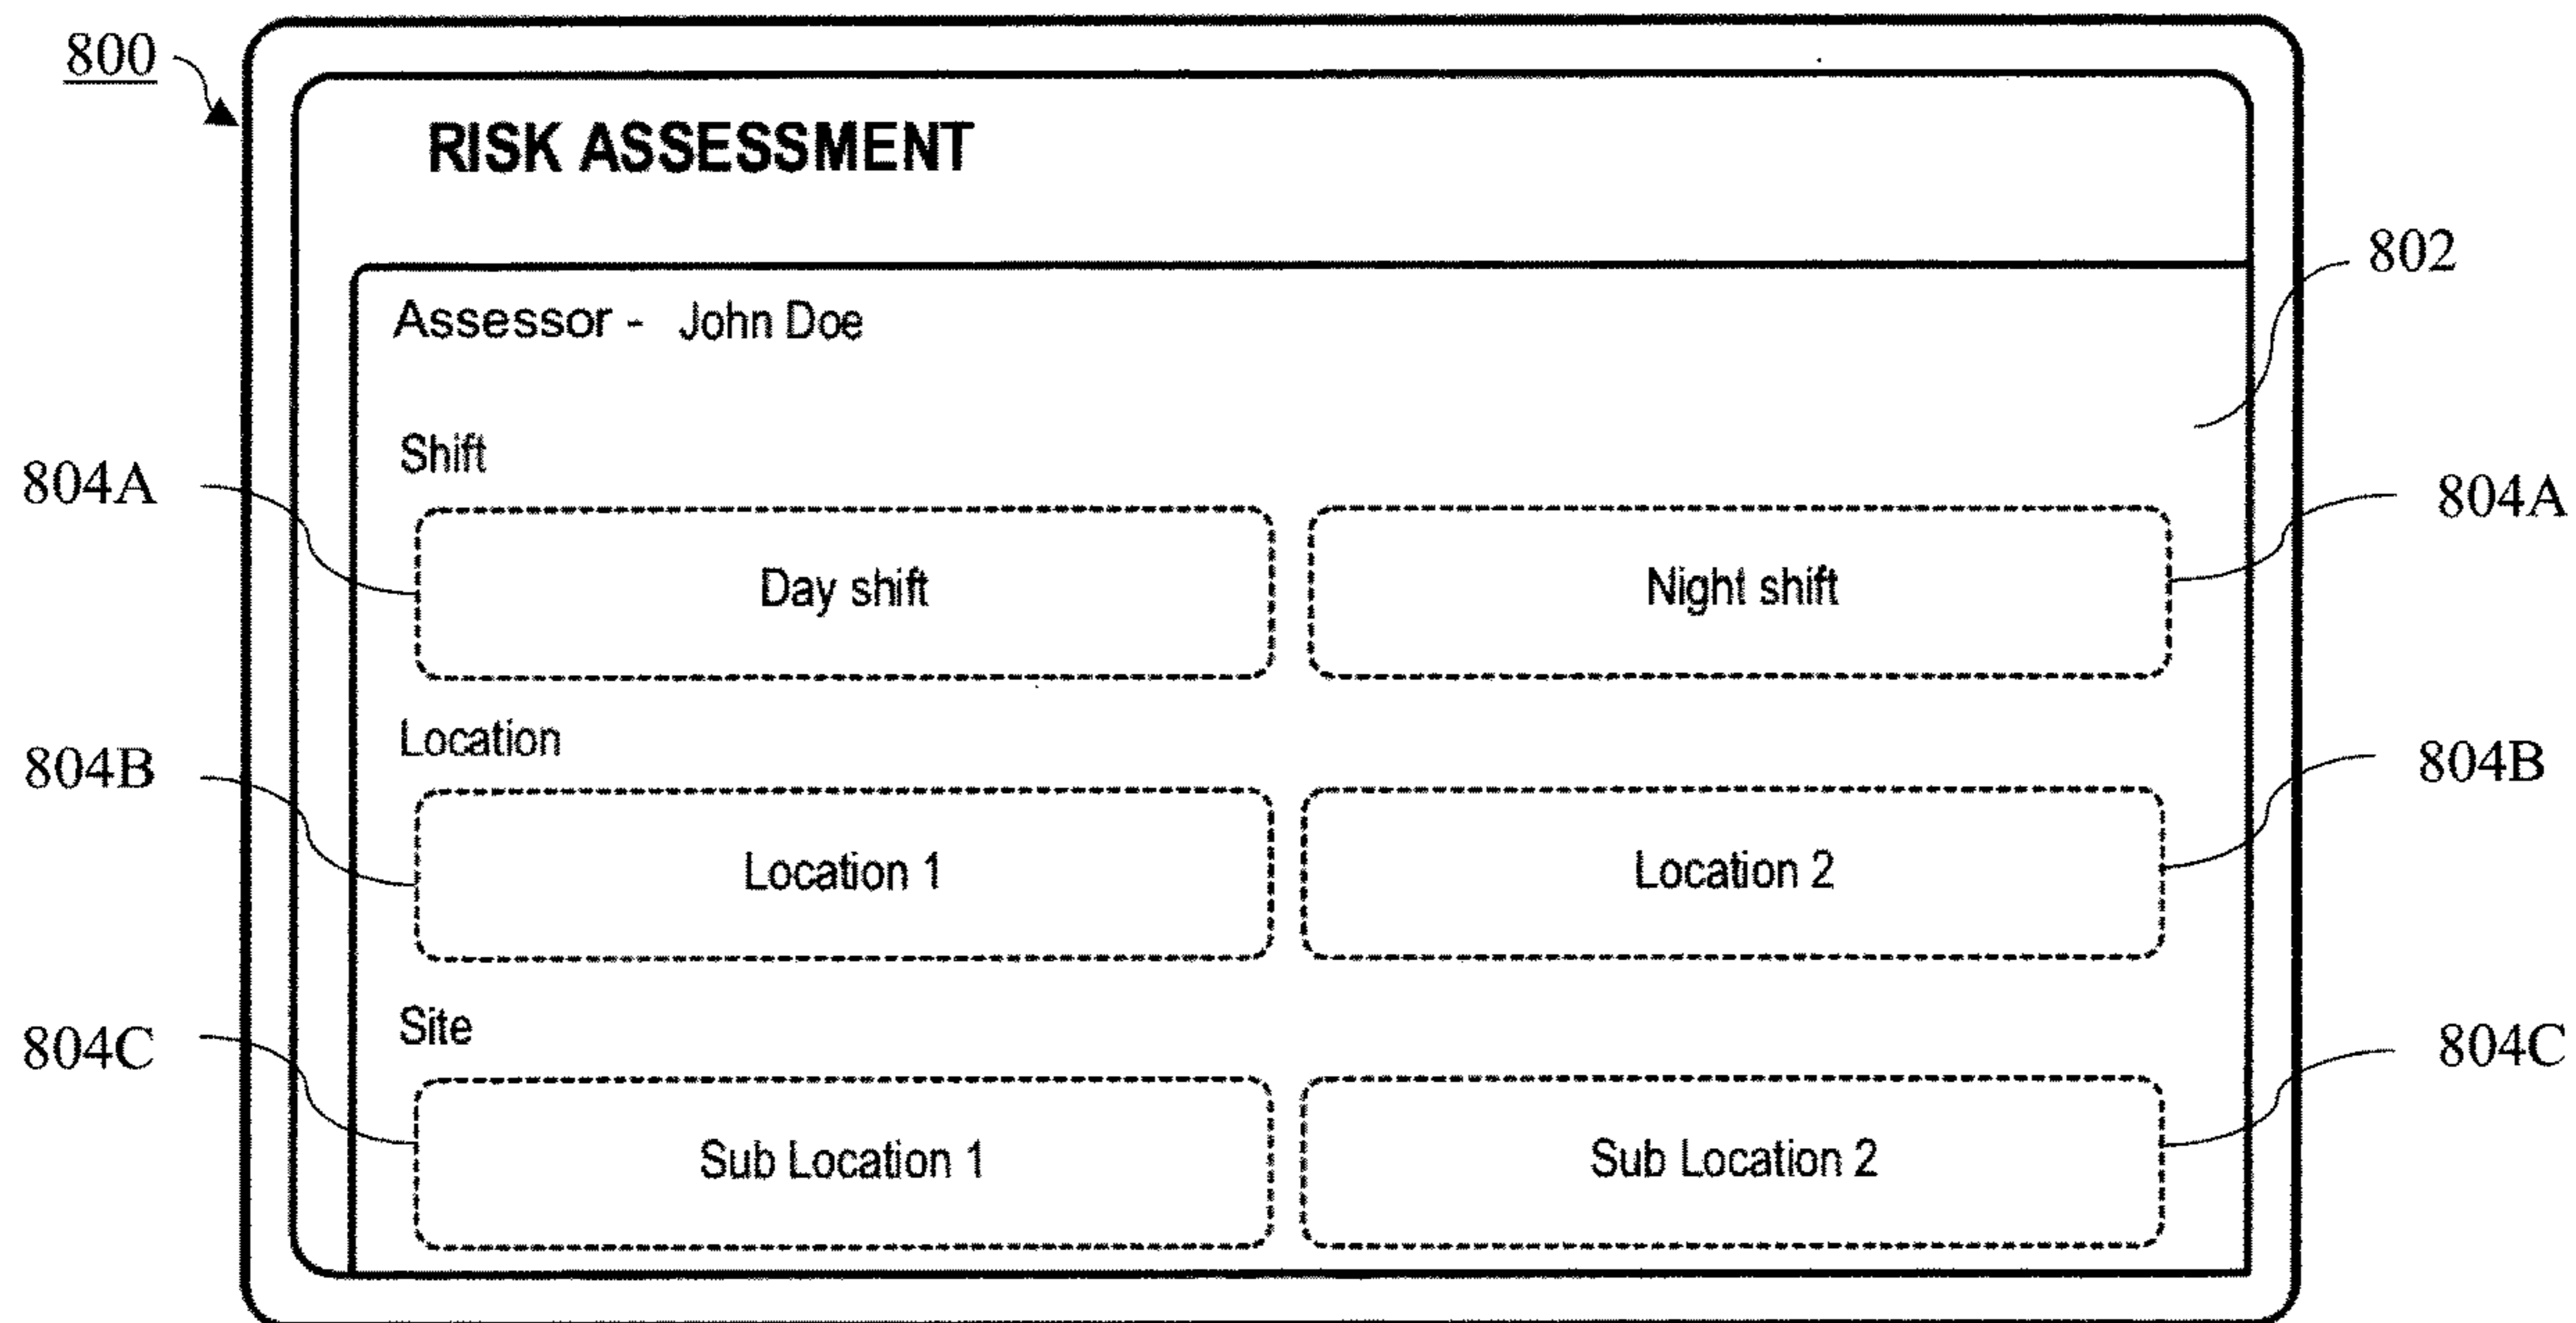 800
RISK ASSESSMENT
802
Assessor - John Doe
Shift
804A
804A
Day shift
Night shift
Location
804B
804B
Location 1
Location 2
Site
804C
804C
Sub Location 1
Sub Location 2